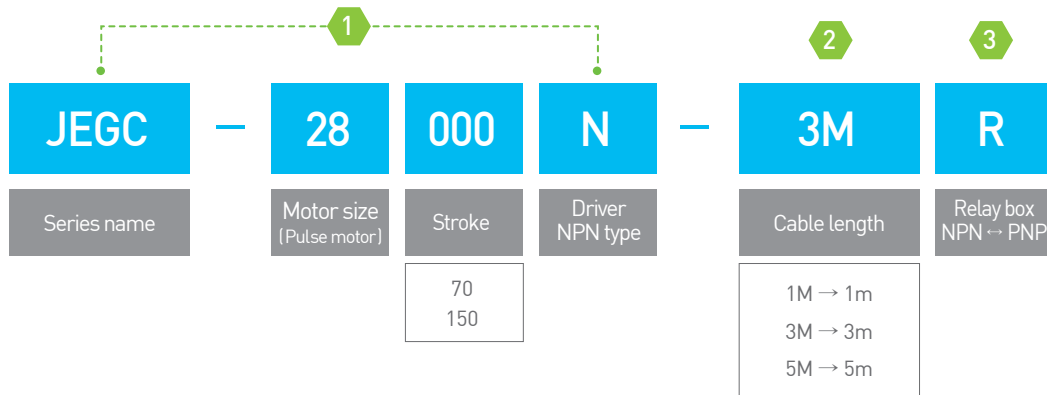 1
2
3
JEGC — 28 000 N — 3M R
Series name
Motor size
(Pulse motor)
Stroke
Driver
NPN type
Cable length
Relay box
NPN ↔ PNP
70
150
1M → 1m
3M → 3m
5M → 5m